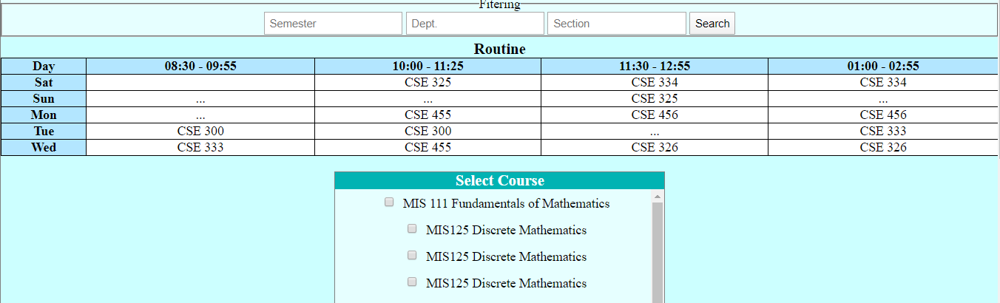 Fitering
Semester Dept. Section Search
Routine
Day 08:30 - 09:55 10:00 - 11:25 11:30 - 12:55 01:00 - 02:55
Sat CSE 325 CSE 334 CSE 334
Sun ... ... CSE 325 ...
Mon ... CSE 455 CSE 456 CSE 456
Tue CSE 300 CSE 300 ... CSE 333
Wed CSE 333 CSE 455 CSE 326 CSE 326
Select Course
MIS 111 Fundamentals of Mathematics
MIS125 Discrete Mathematics
MIS125 Discrete Mathematics
MIS125 Discrete Mathematics